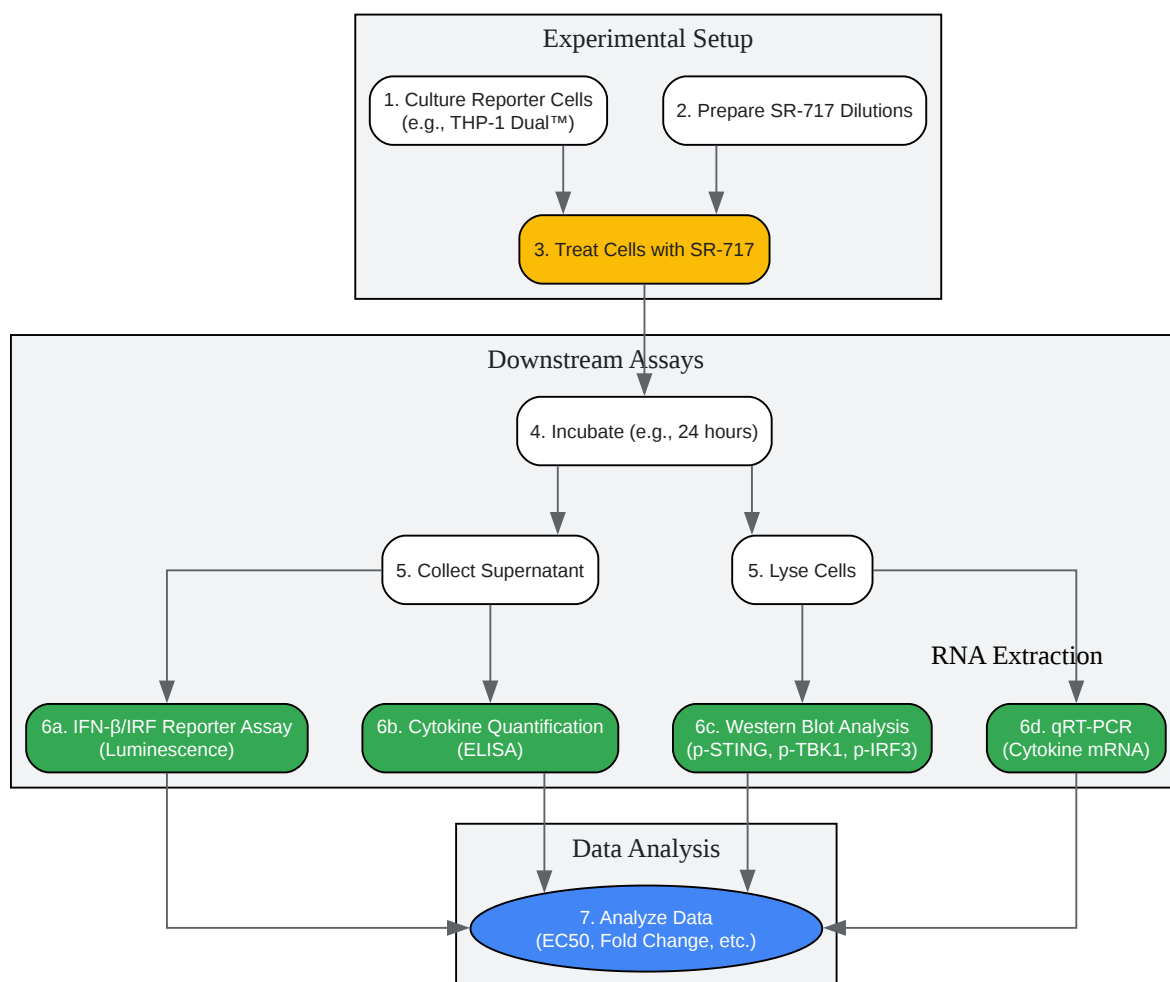 Experimental Setup
1. Culture Reporter Cells
(e.g., THP-1 Dual™)
2. Prepare SR-717 Dilutions
3. Treat Cells with SR-717
Downstream Assays
4. Incubate (e.g., 24 hours)
5. Collect Supernatant
5. Lyse Cells
RNA Extraction
6a. IFN-β/IRF Reporter Assay
(Luminescence)
6b. Cytokine Quantification
(ELISA)
6c. Western Blot Analysis
(p-STING, p-TBK1, p-IRF3)
6d. qRT-PCR
(Cytokine mRNA)
Data Analysis
7. Analyze Data
(EC50, Fold Change, etc.)